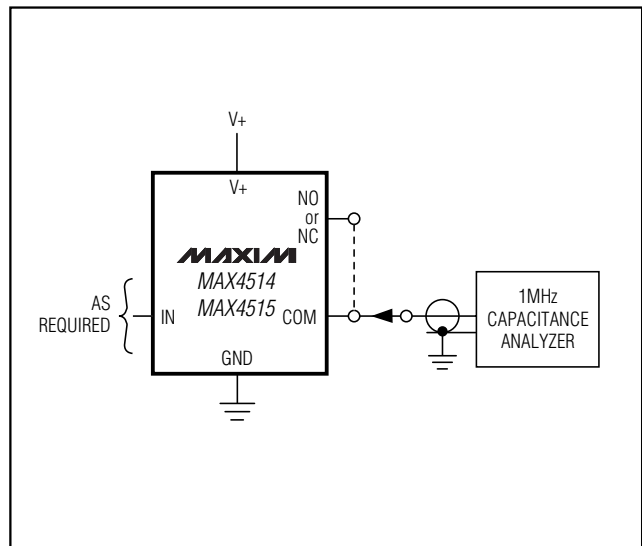 V+
V+
NO
or
NC
MAXIM
MAX4514
MAX4515
COM
AS
REQUIRED
IN
GND
1MHz
CAPACITANCE
ANALYZER